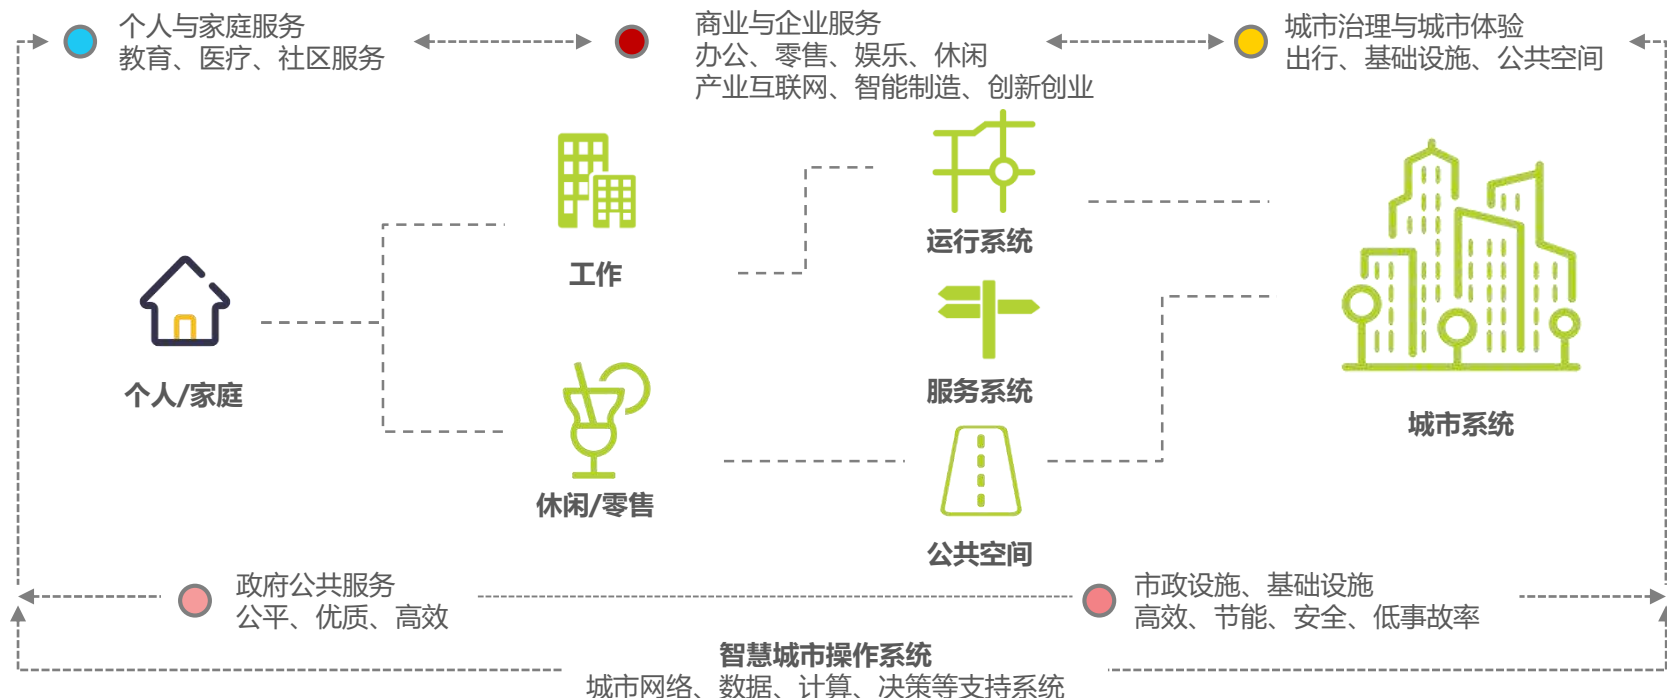 个人与家庭服务
教育、医疗、社区服务
商业与企业服务
办公、零售、娱乐、休闲
产业互联网、智能制造、创新创业
城市治理与城市体验
出行、基础设施、公共空间
工作
运行系统
个人/家庭
服务系统
城市系统
休闲/零售
公共空间
政府公共服务
公平、优质、高效
市政设施、基础设施
高效、节能、安全、低事故率
智慧城市操作系统
城市网络、数据、计算、决策等支持系统